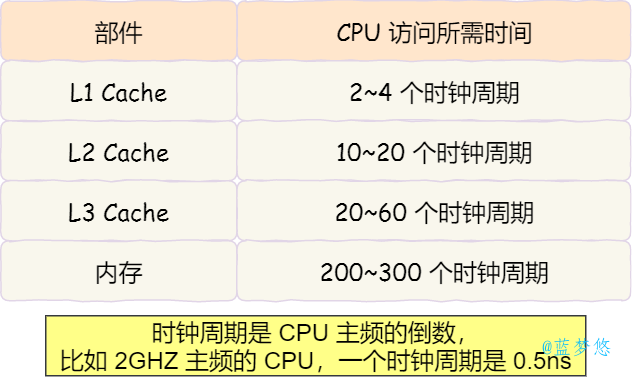 部件 CPU 访问所需时间
L1 Cache 2~4 个时钟周期
L2 Cache 10~20 个时钟周期
L3 Cache 20~60 个时钟周期
内存 200~300 个时钟周期
时钟周期是 CPU 主频的倒数，
比如 2GHZ 主频的 CPU，一个时钟周期是 0.5ns
@蓝梦悠